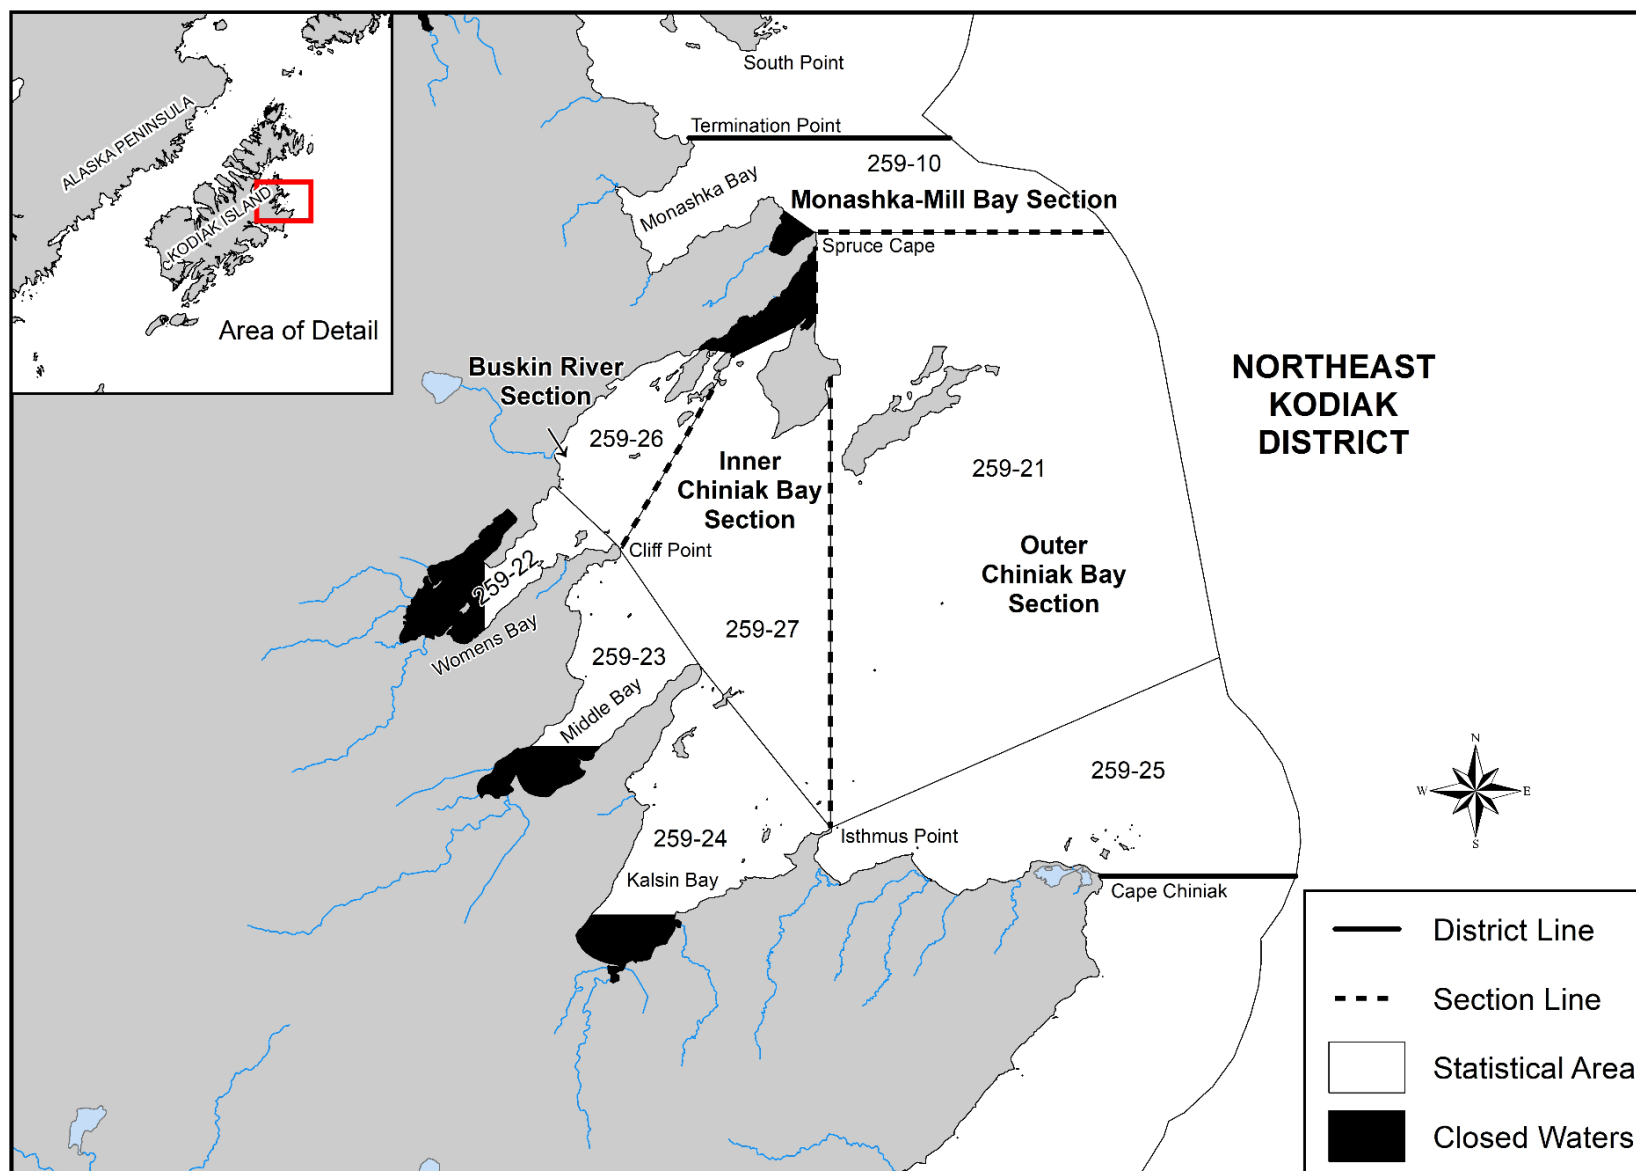 South Point
Termination Point
259-10
Monashka Bay
Monashka-Mill Bay Section
Spruce Cape
ALASKA PENINSULA
KODIAK ISLAND
Area of Detail
Buskin River
Section
259-26
Inner
Chiniak Bay
Section
259-21
NORTHEAST
KODIAK
DISTRICT
Cliff Point
259-22
Womens Bay
Outer
Chiniak Bay
Section
259-27
259-23
Middle Bay
259-25
N
W
E
S
259-24
Isthmus Point
Kalsin Bay
Cape Chiniak
District Line
Section Line
Statistical Area
Closed Waters